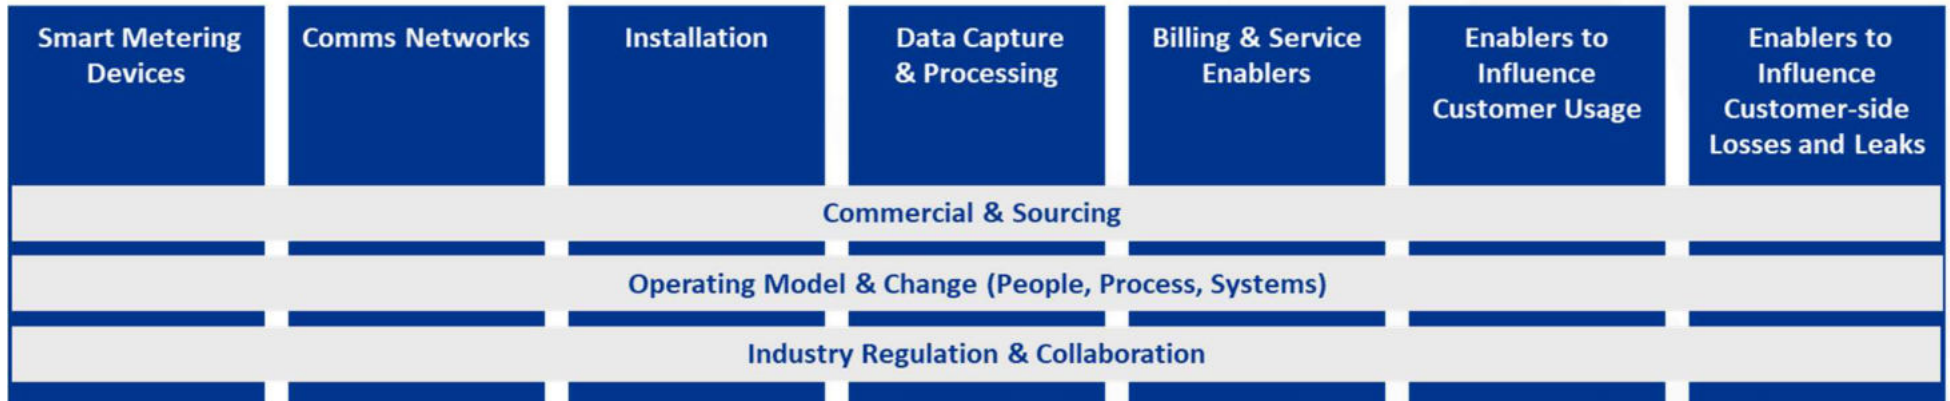 Smart Metering
Devices
Comms Networks
Installation
Data Capture
& Processing
Billing & Service
Enablers
Enablers to
Influence
Customer Usage
Enablers to
Influence
Customer-side
Losses and Leaks
Commercial & Sourcing
Operating Model & Change (People, Process, Systems)
Industry Regulation & Collaboration